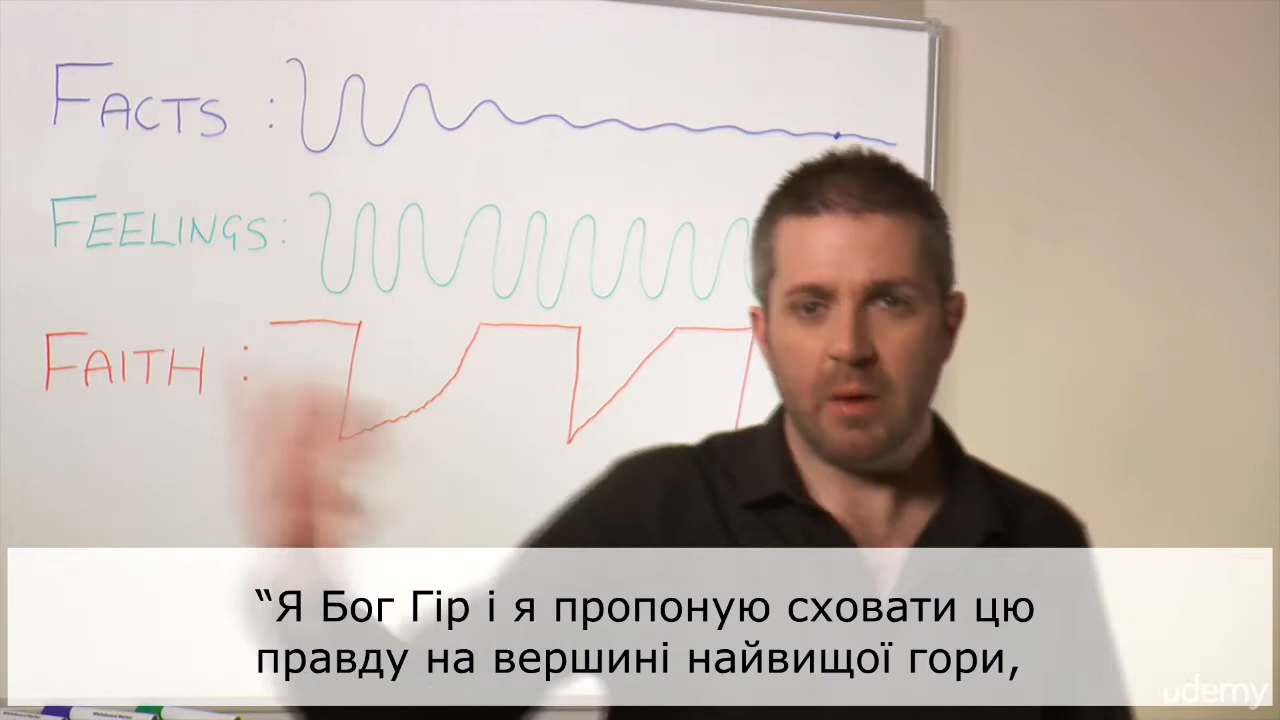 FACTS :
FEELINGS :
FAITH :
“Я Бог Гір і я пропоную сховати цю
правду на вершині найвищої гори,
udemy